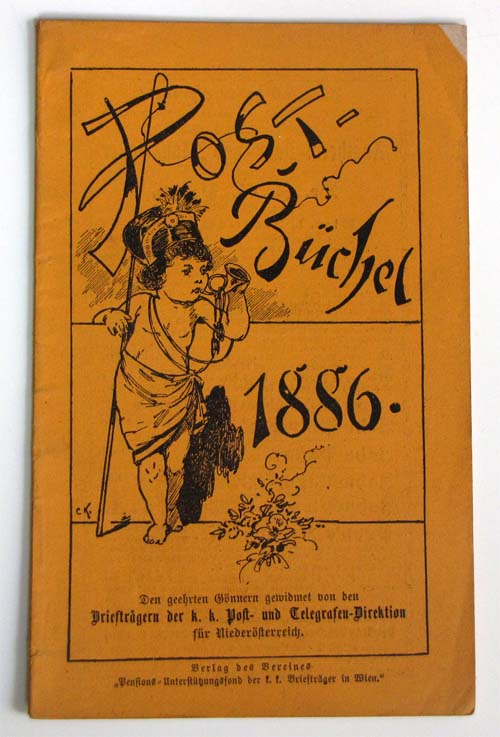 Post-
Büchel
1886.
CK.
Den geehrten Gönnern gewidmet von den
Briefträgern der k. k. Post- und Telegrafen-Direktion
für Niederösterreich.
Verlag des Vereines
„Pensions-Unterstützungsfond der k. k. Briefträger in Wien."